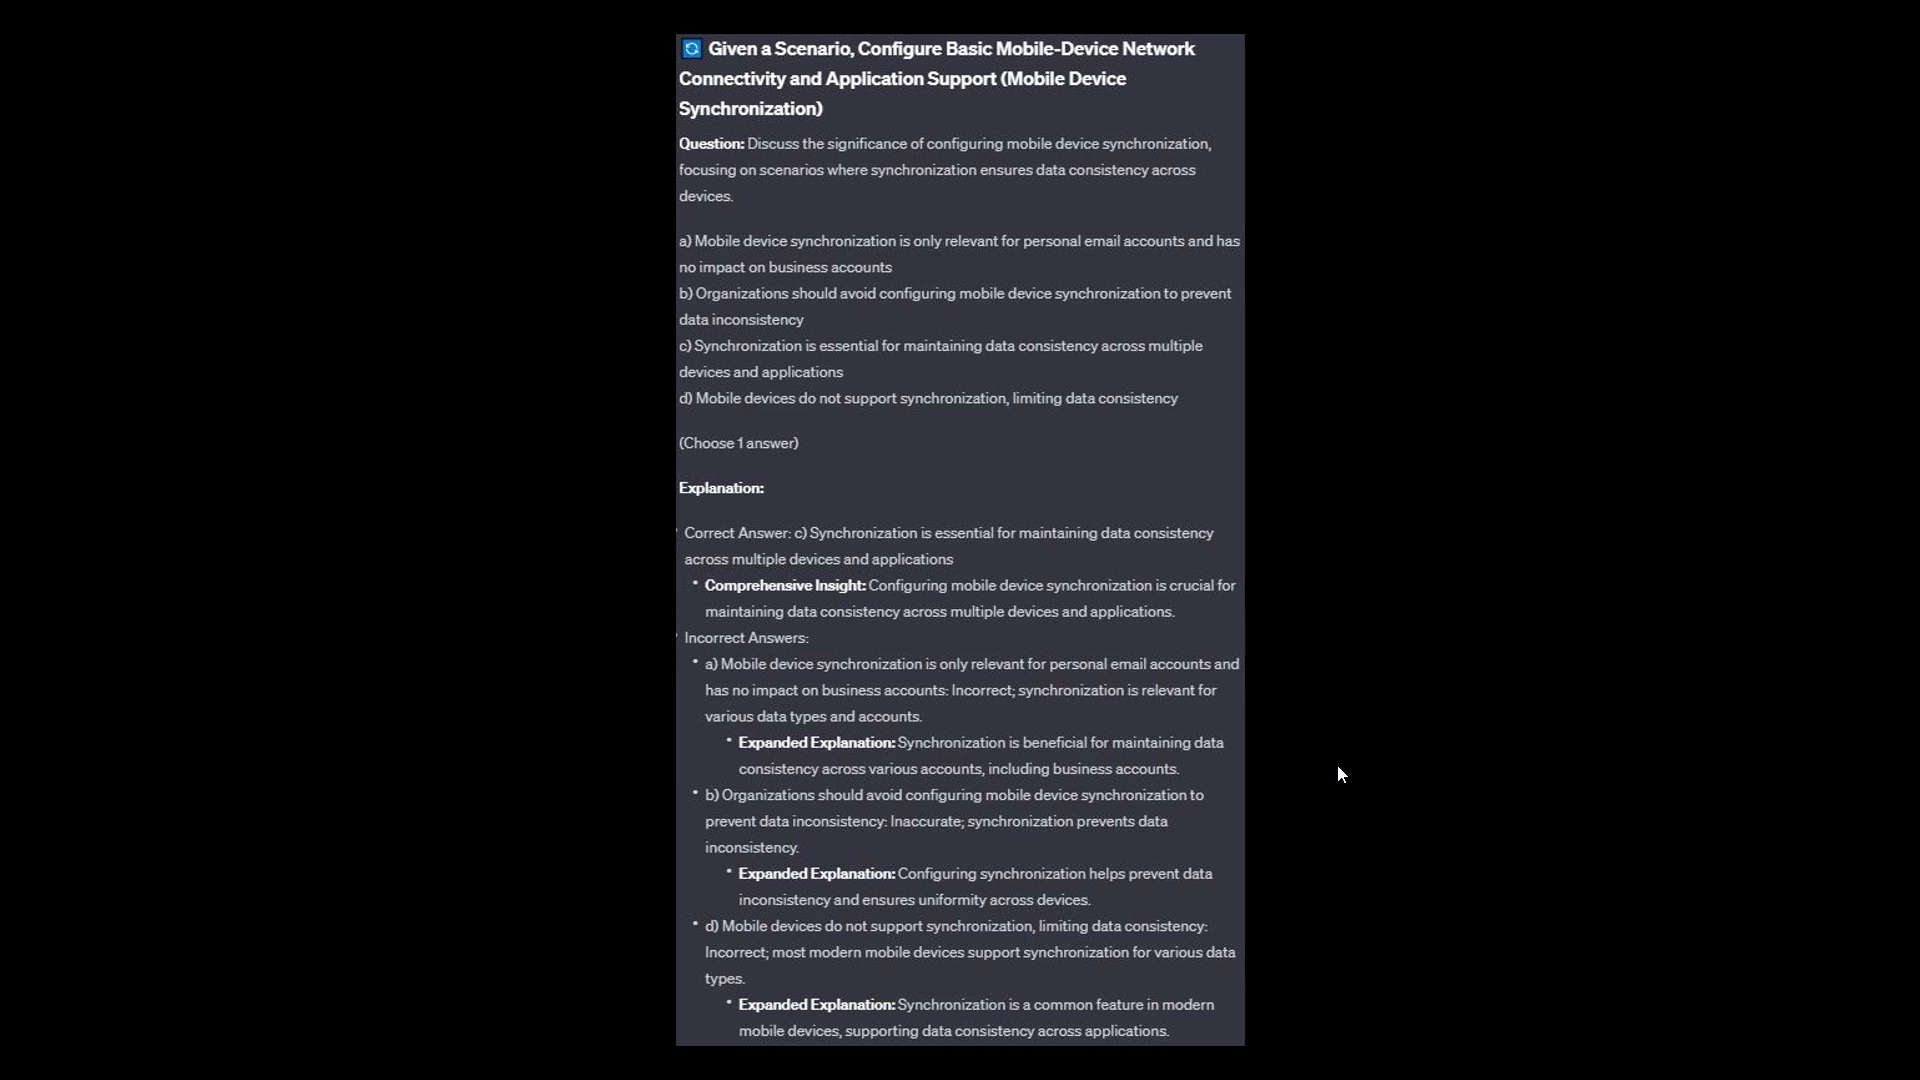 Given a Scenario, Configure Basic Mobile-Device Network
Connectivity and Application Support (Mobile Device
Synchronization)
Question: Discuss the significance of configuring mobile device synchronization,
focusing on scenarios where synchronization ensures data consistency across
devices.
a) Mobile device synchronization is only relevant for personal email accounts and has
no impact on business accounts
b) Organizations should avoid configuring mobile device synchronization to prevent
data inconsistency
c) Synchronization is essential for maintaining data consistency across multiple
devices and applications
d) Mobile devices do not support synchronization, limiting data consistency
(Choose 1 answer)
Explanation:
Correct Answer: c) Synchronization is essential for maintaining data consistency
across multiple devices and applications
• Comprehensive Insight: Configuring mobile device synchronization is crucial for
maintaining data consistency across multiple devices and applications.
Incorrect Answers:
• a) Mobile device synchronization is only relevant for personal email accounts and
has no impact on business accounts: Incorrect; synchronization is relevant for
various data types and accounts.
• Expanded Explanation: Synchronization is beneficial for maintaining data
consistency across various accounts, including business accounts.
• b) Organizations should avoid configuring mobile device synchronization to
prevent data inconsistency: Inaccurate; synchronization prevents data
inconsistency.
• Expanded Explanation: Configuring synchronization helps prevent data
inconsistency and ensures uniformity across devices.
• d) Mobile devices do not support synchronization, limiting data consistency:
Incorrect; most modern mobile devices support synchronization for various data
types.
• Expanded Explanation: Synchronization is a common feature in modern
mobile devices, supporting data consistency across applications.